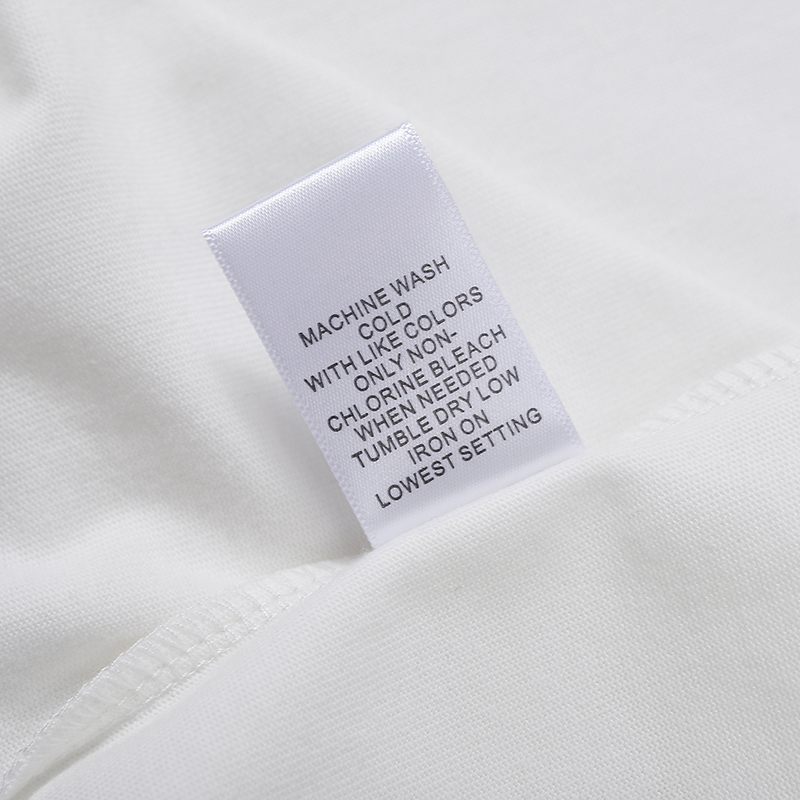 MACHINE WASH
COLD
WITH LIKE COLORS
ONLY NON-
CHLORINE BLEACH
WHEN NEEDED
TUMBLE DRY LOW
IRON ON
LOWEST SETTING